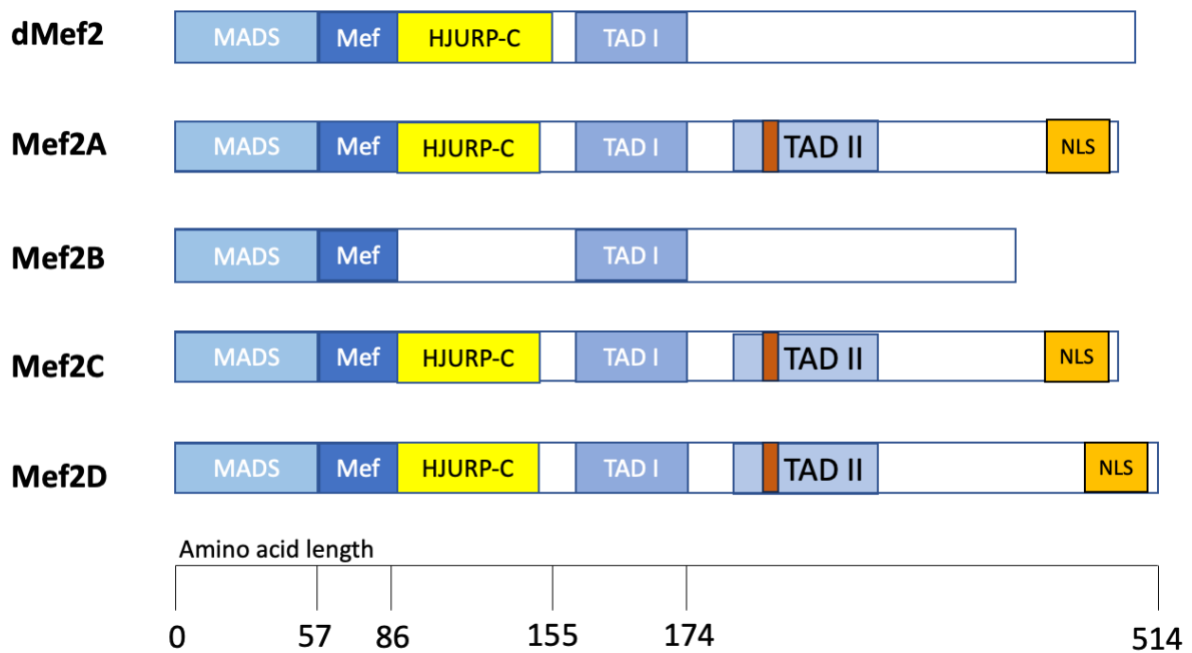 dMef2 MADS Mef HJURP-C TAD I
Mef2A MADS Mef HJURP-C TAD I TAD II NLS
Mef2B MADS Mef TAD I
Mef2C MADS Mef HJURP-C TAD I TAD II NLS
Mef2D MADS Mef HJURP-C TAD I TAD II NLS
Amino acid length
0 57 86 155 174 514